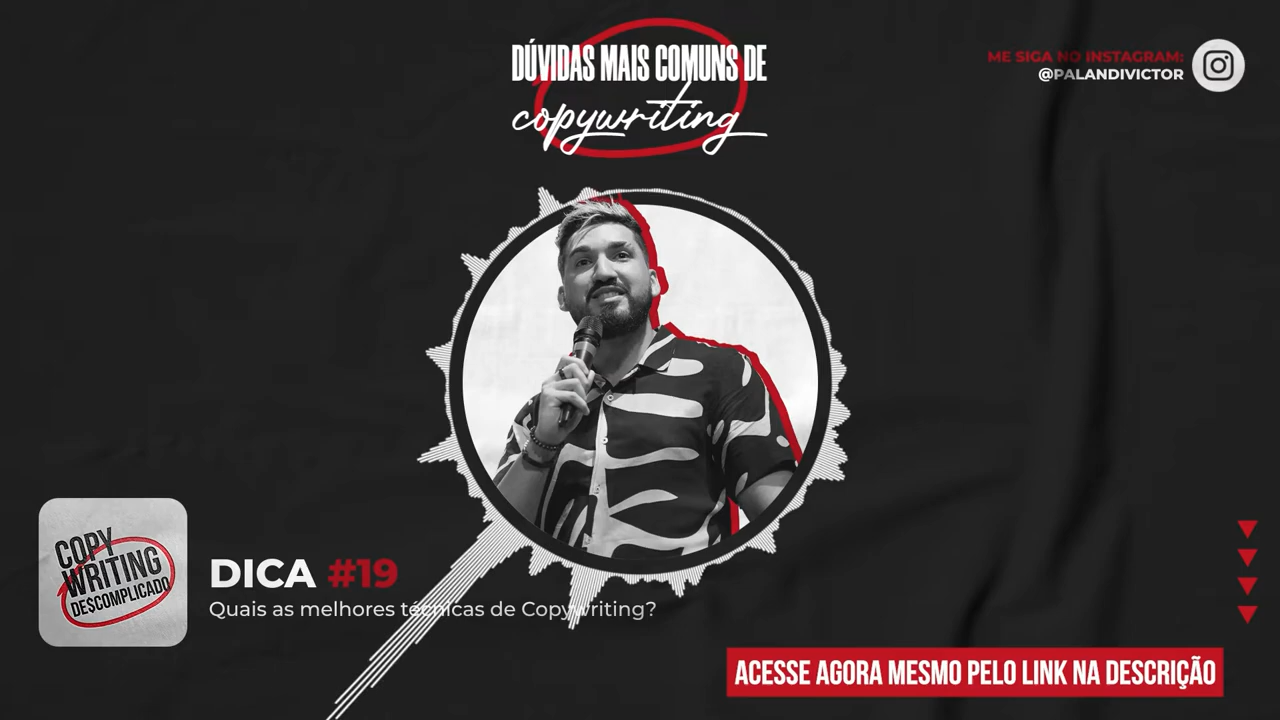 DÚVIDAS MAIS COMUNS DE
copywriting
ME SIGA NO INSTAGRAM:
@PALANDIVICTOR
COPY
WRITING
DESCOMPLICADO
DICA #19
Quais as melhores técnicas de Copywriting?
ACESSE AGORA MESMO PELO LINK NA DESCRIÇÃO